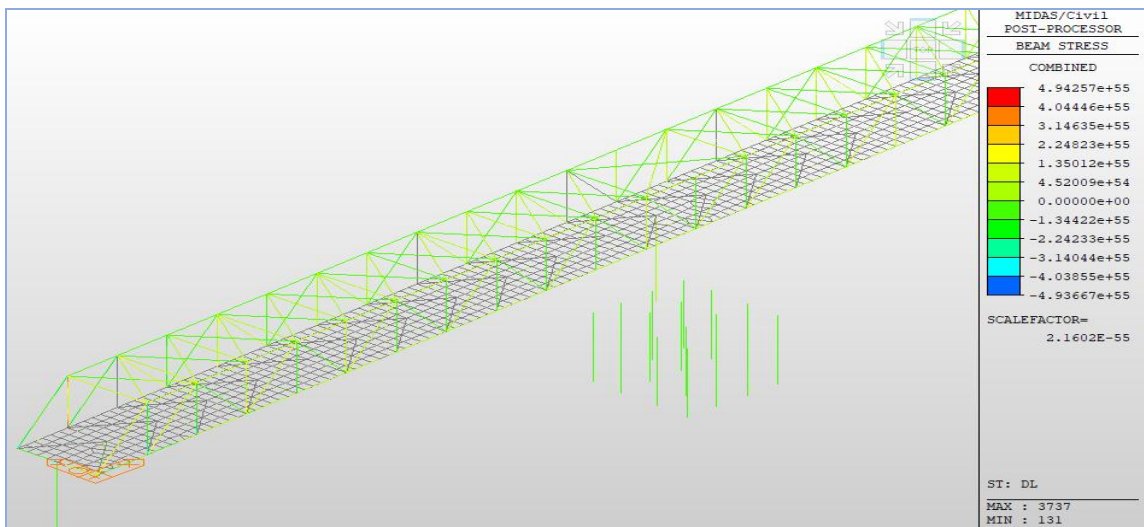 MIDAS/Civil
POST-PROCESSOR
BEAM STRESS
COMBINED
4.94257e+55
4.04446e+55
3.14635e+55
2.24823e+55
1.35012e+55
4.52009e+54
0.00000e+00
-1.34422e+55
-2.24233e+55
-3.14044e+55
-4.03855e+55
-4.93667e+55
SCALEFACTOR=
2.1602E-55
ST: DL
MAX : 3737
MIN : 131